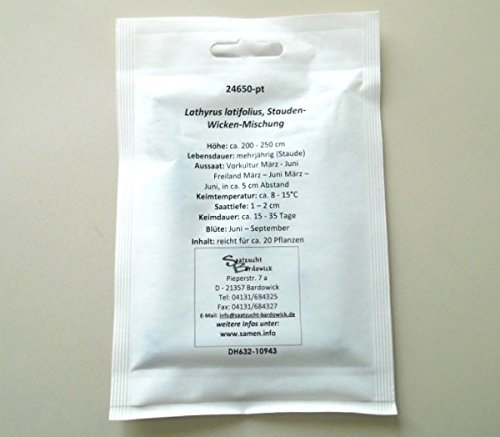 24650-pt
Lathyrus latifolius, Stauden-
Wicken-Mischung
Höhe: ca. 200 - 250 cm
Lebensdauer: mehrjährig (Staude)
Aussaat: Vorkultur März - Juni
Freiland März – Juni März –
Juni, in ca. 5 cm Abstand
Keimtemperatur: ca. 8 - 15°C
Saattiefe: 1 – 2 cm
Keimdauer: ca. 15 - 35 Tage
Blüte: Juni – September
Inhalt: reicht für ca. 20 Pflanzen
Saatzucht
Bardowick
Pieperstr. 7 a
D - 21357 Bardowick
Tel: 04131/684325
Fax: 04131/684327
E-Mail: info@saatzucht-bardowick.de
weitere infos unter:
www.samen.info
DH632-10943